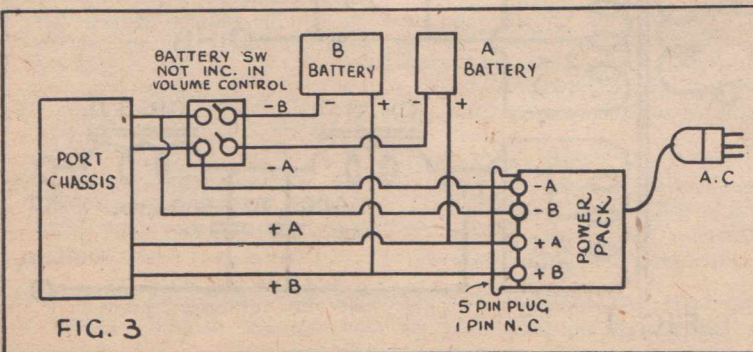 BATTERY SW
NOT INC. IN
VOLUME CONTROL
B
BATTERY
A
BATTERY
-B
-
+
-
+
-A
PORT
CHASSIS
-A
-B
+A
+A
+B
+B
POWER
PACK
A.C
5 PIN PLUG
1 PIN N.C
FIG. 3